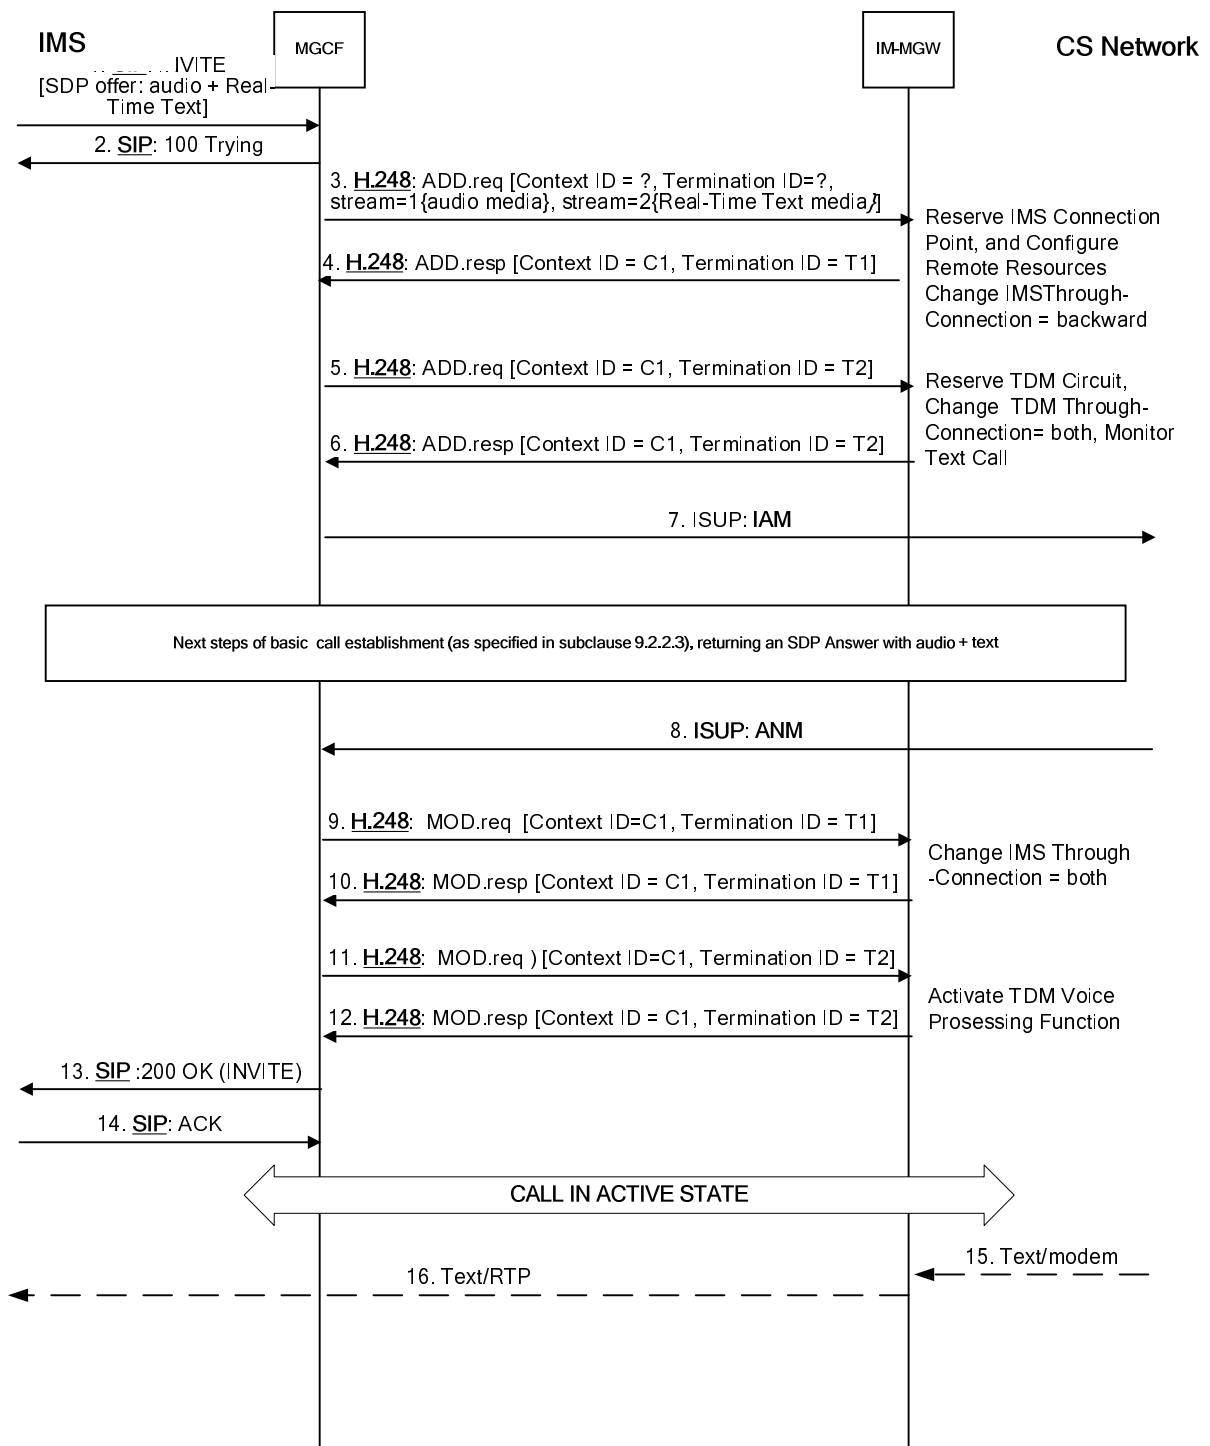 IMS
MGCF
IM-MGW
CS Network
IVITE
[SDP offer: audio + Real-
Time Text]
2. SIP: 100 Trying
3. H.248: ADD.req [Context ID = ?, Termination ID=?,
stream=1{audio media}, stream=2{Real-Time Text media}]
Reserve IMS Connection
Point, and Configure
Remote Resources
Change IMSThrough-
Connection = backward
4. H.248: ADD.resp [Context ID = C1, Termination ID = T1]
5. H.248: ADD.req [Context ID = C1, Termination ID = T2]
Reserve TDM Circuit,
Change TDM Through-
Connection= both, Monitor
Text Call
6. H.248: ADD.resp [Context ID = C1, Termination ID = T2]
7. ISUP: IAM
Next steps of basic call establishment (as specified in subclause 9.2.2.3), returning an SDP Answer with audio + text
8. ISUP: ANM
9. H.248: MOD.req [Context ID=C1, Termination ID = T1]
Change IMS Through
-Connection = both
10. H.248: MOD.resp [Context ID = C1, Termination ID = T1]
11. H.248: MOD.req ) [Context ID=C1, Termination ID = T2]
Activate TDM Voice
Prosessing Function
12. H.248: MOD.resp [Context ID = C1, Termination ID = T2]
13. SIP :200 OK (INVITE)
14. SIP: ACK
CALL IN ACTIVE STATE
15. Text/modem
16. Text/RTP